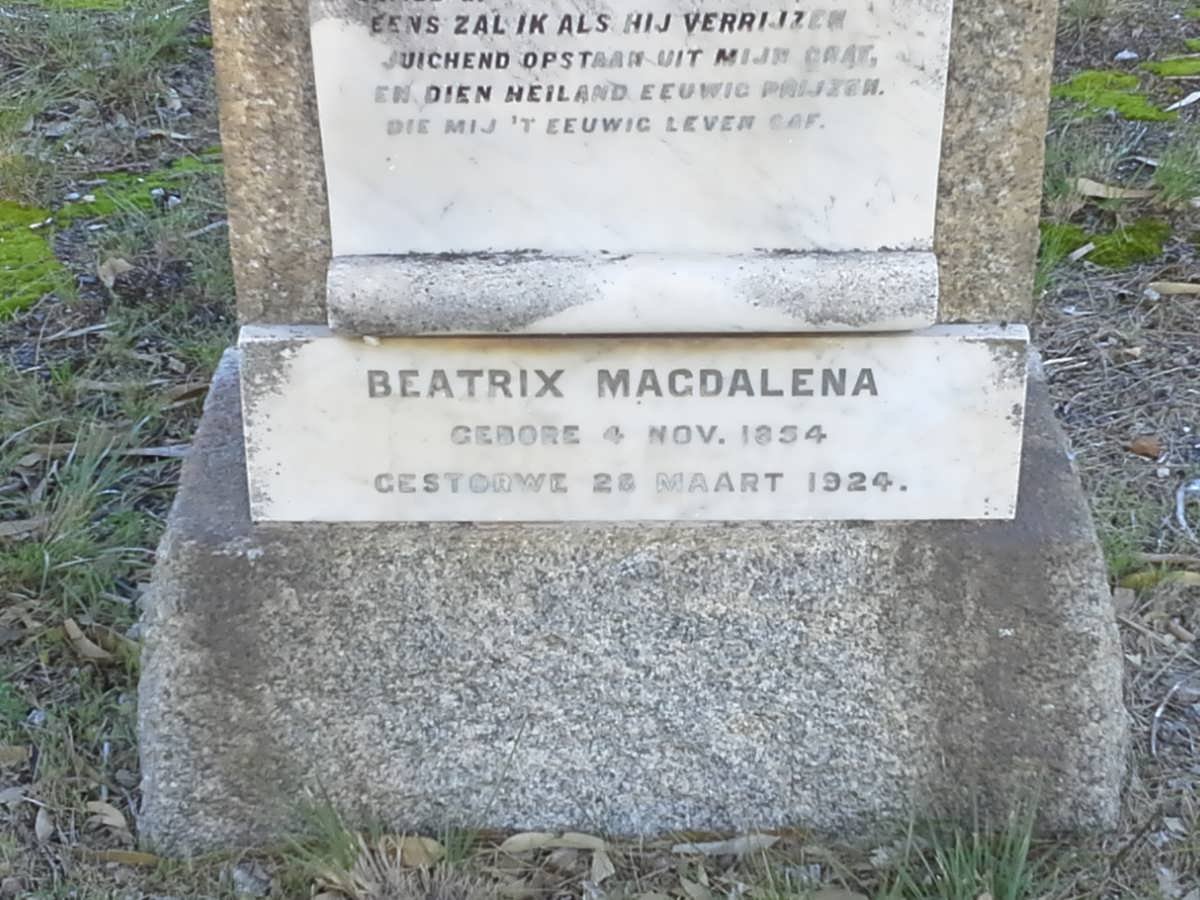 EENS ZAL IK ALS HIJ VERRIJZEN
JUICHEND OPSTAAN UIT MIJN GRAF,
EN DIEN HEILAND EEUWIG PRIJZEN.
DIE MIJ 'T EEUWIG LEVEN GAF.
BEATRIX MAGDALENA
GEBORE 4 NOV. 1854
GESTORWE 28 MAART 1924.